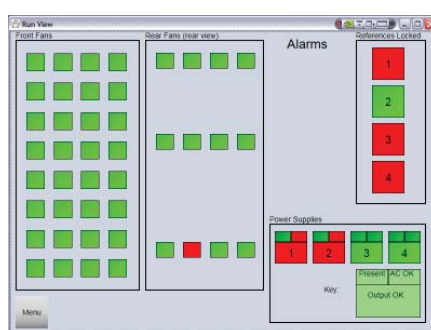 Run View
Front Fans
Rear Fans (rear view)
Alarms
References Locked
1
2
3
4
Power Supplies
1 2 3 4
Key:
Present AC OK
Output OK
Menu